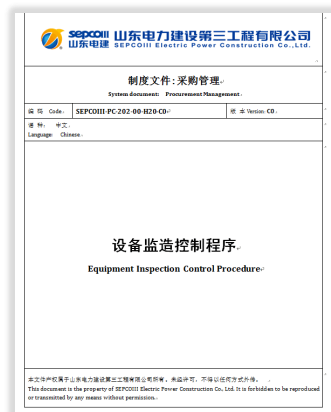 SEPCOIII 山东电力建设第三工程有限公司
山东电建 SEPCOIII Electric Power Construction Co.,Ltd.
制度文件:采购管理
System document: Procurement Management
编 码 Code: SEPCOIII-PC-202-00-H20-C0 版 本 Version: C0
语 种: 中文
Language: Chinese
设备监造控制程序
Equipment Inspection Control Procedure
本文件产权属于山东电力建设第三工程有限公司所有，未经许可，不得以任何方式外传。
This document is the property of SEPCOIII Electric Power Construction Co., Ltd. It is forbidden to be reproduced
or transmitted by any means without permission.